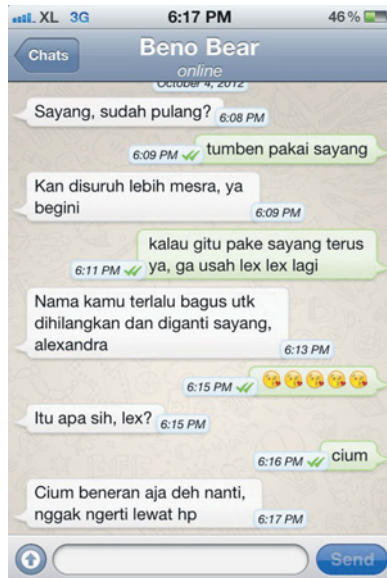 XL 3G 6:17 PM 46%
Chats
Beno Bear
online
October 4, 2012
Sayang, sudah pulang? 6:08 PM
6:09 PM tumben pakai sayang
Kan disuruh lebih mesra, ya
begini
6:09 PM
kalau gitu pake sayang terus
6:11 PM ya, ga usah lex lex lagi
Nama kamu terlalu bagus utk
dihilangkan dan diganti sayang,
alexandra
6:13 PM
6:15 PM 😘😘😘😘😘
Itu apa sih, lex? 6:15 PM
6:16 PM cium
Cium beneran aja deh nanti,
nggak ngerti lewat hp
6:17 PM
Send